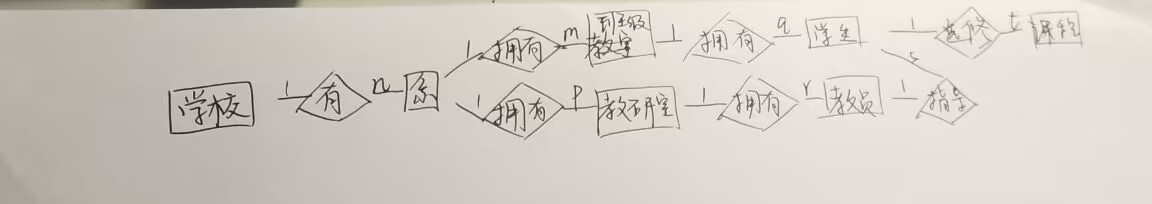 学校 1 有 n 系
1 拥有 m 班级 教室 1 拥有 q 学生 1 选修 t 课程
1 拥有 p 教研室 1 拥有 r 教员 1 指导 s